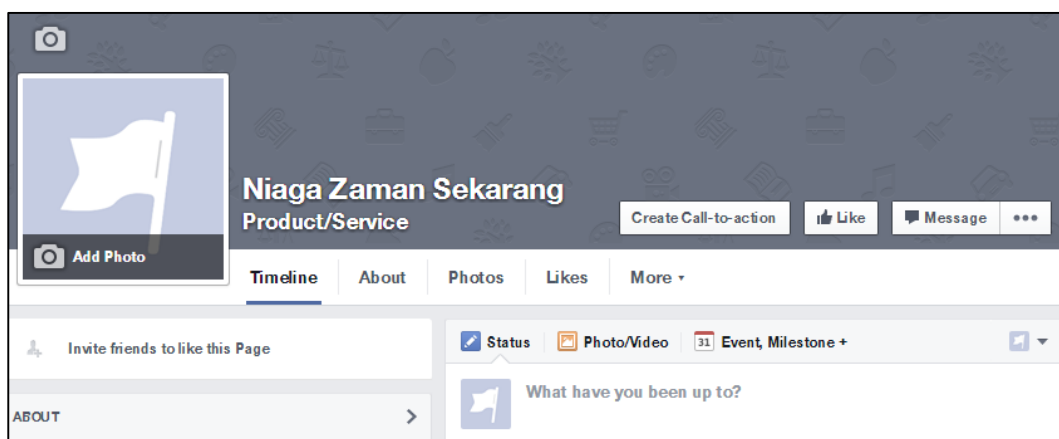 Niaga Zaman Sekarang
Product/Service
Create Call-to-action
Like
Message
Add Photo
Timeline About Photos Likes More
Invite friends to like this Page
ABOUT
Status Photo/Video 31 Event, Milestone +
What have you been up to?